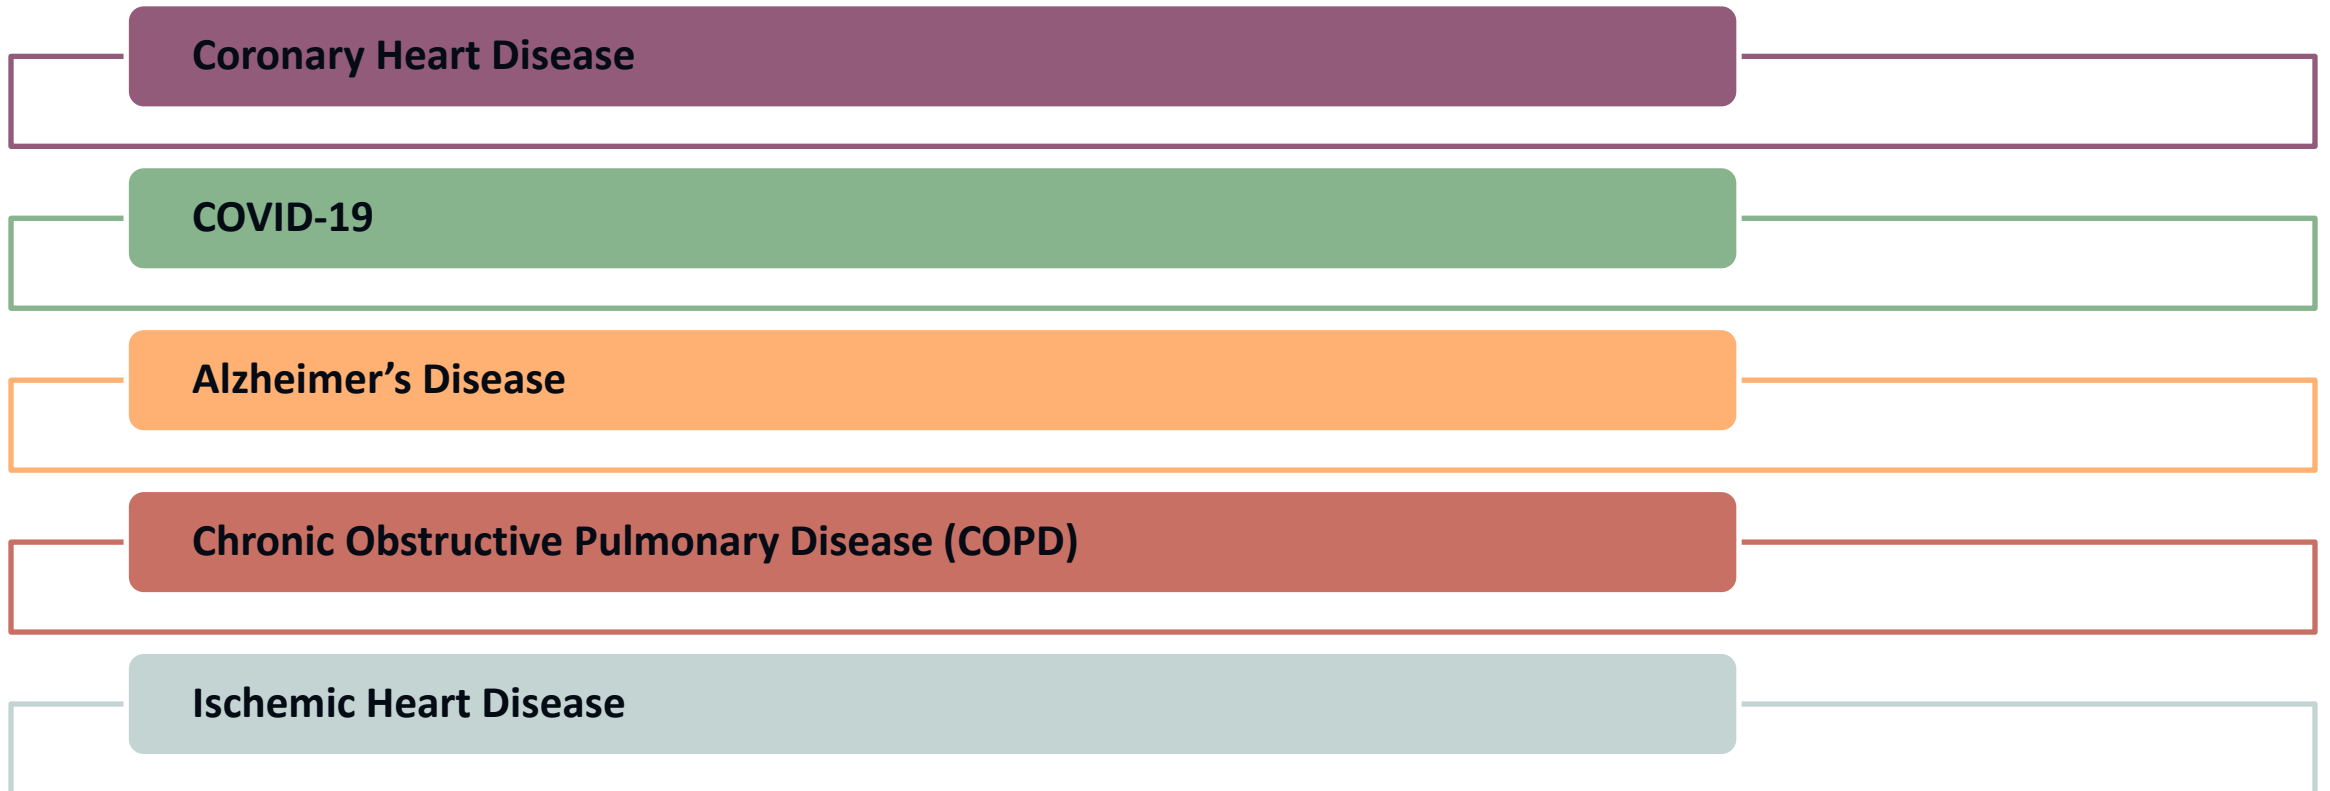 Coronary Heart Disease
COVID-19
Alzheimer’s Disease
Chronic Obstructive Pulmonary Disease (COPD)
Ischemic Heart Disease